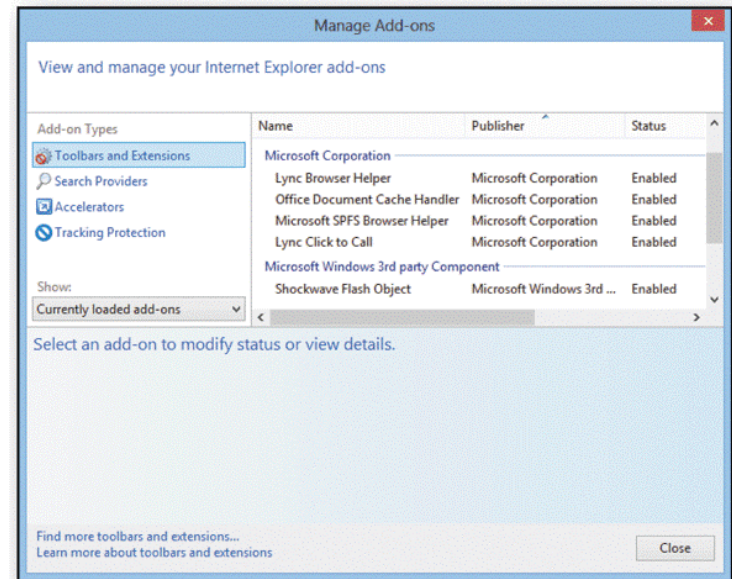 Manage Add-ons
View and manage your Internet Explorer add-ons
Add-on Types
Toolbars and Extensions
Search Providers
Accelerators
Tracking Protection
Show:
Currently loaded add-ons
Name Publisher Status
Microsoft Corporation
Lync Browser Helper Microsoft Corporation Enabled
Office Document Cache Handler Microsoft Corporation Enabled
Microsoft SPFS Browser Helper Microsoft Corporation Enabled
Lync Click to Call Microsoft Corporation Enabled
Microsoft Windows 3rd party Component
Shockwave Flash Object Microsoft Windows 3rd ... Enabled
Select an add-on to modify status or view details.
Find more toolbars and extensions...
Learn more about toolbars and extensions
Close